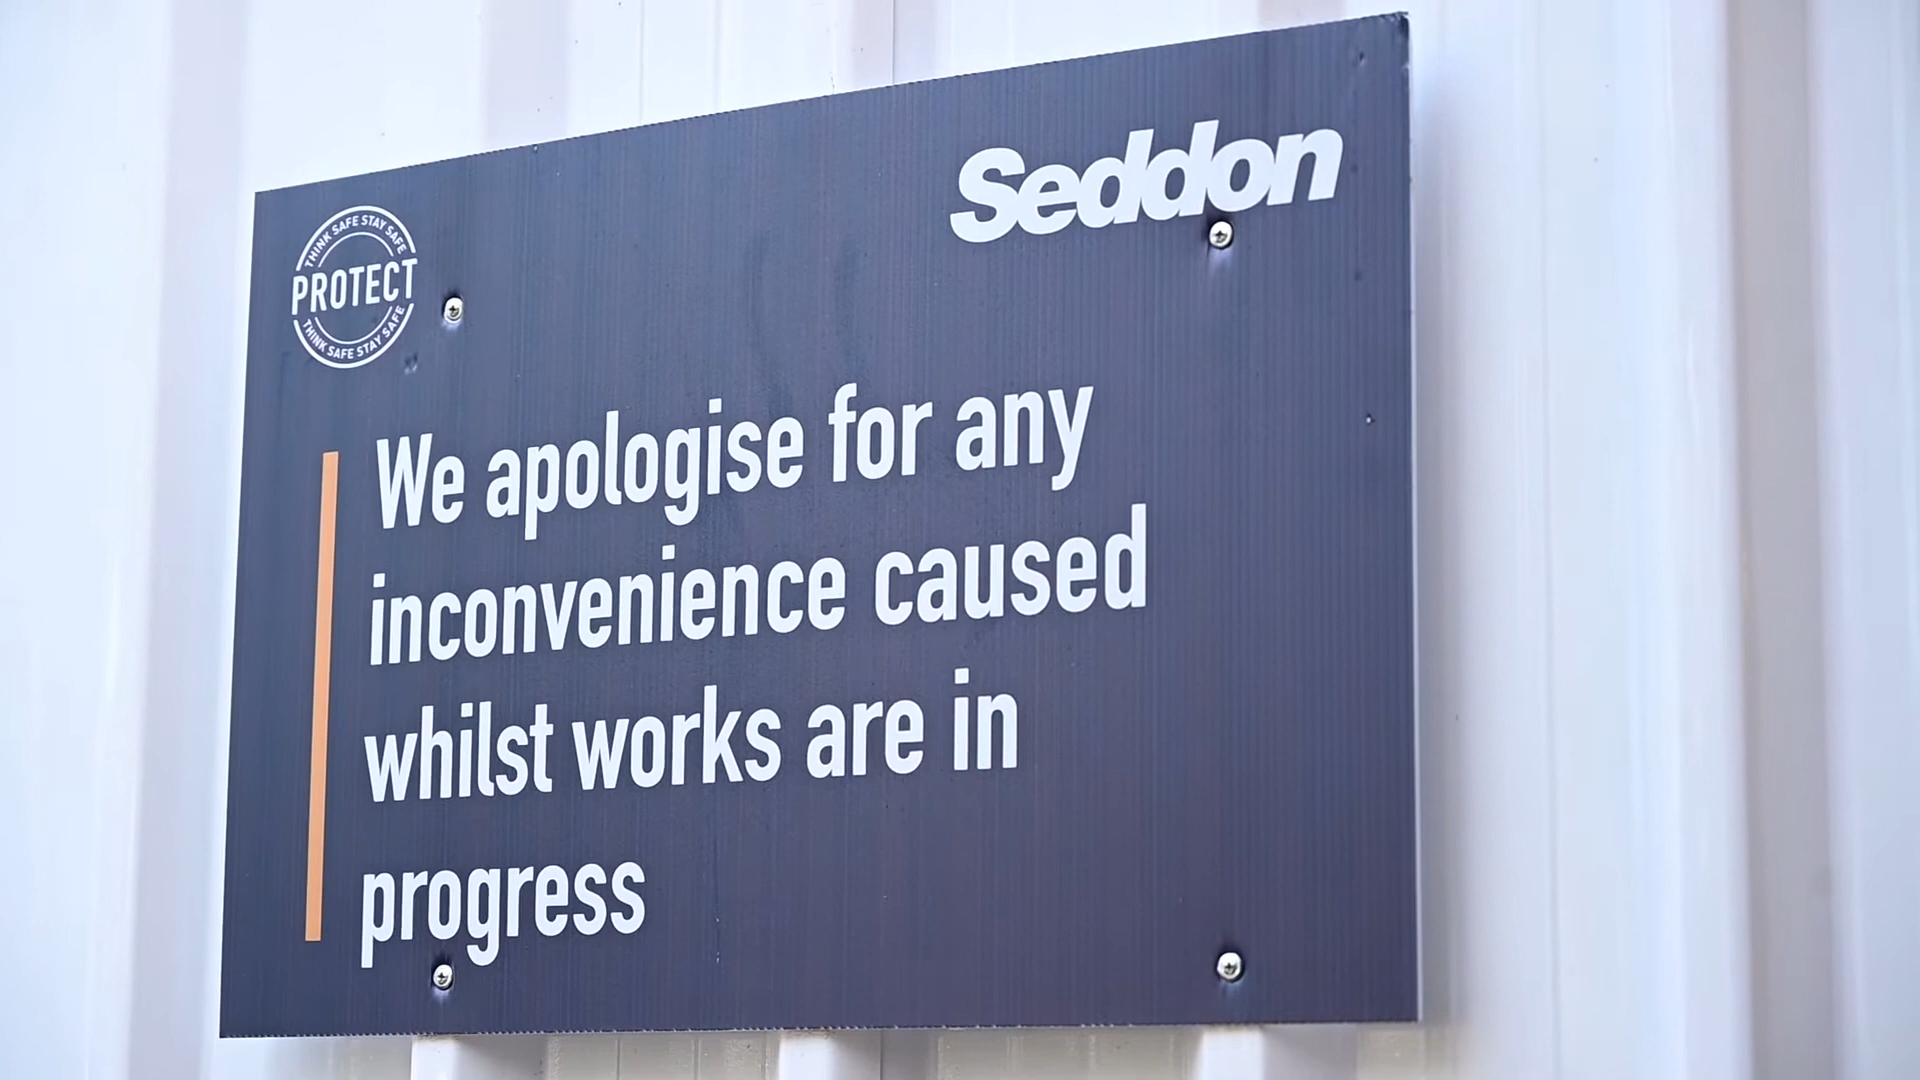 Seddon
THINK SAFE STAY SAFE
PROTECT
THINK SAFE STAY SAFE
We apologise for any
inconvenience caused
whilst works are in
progress